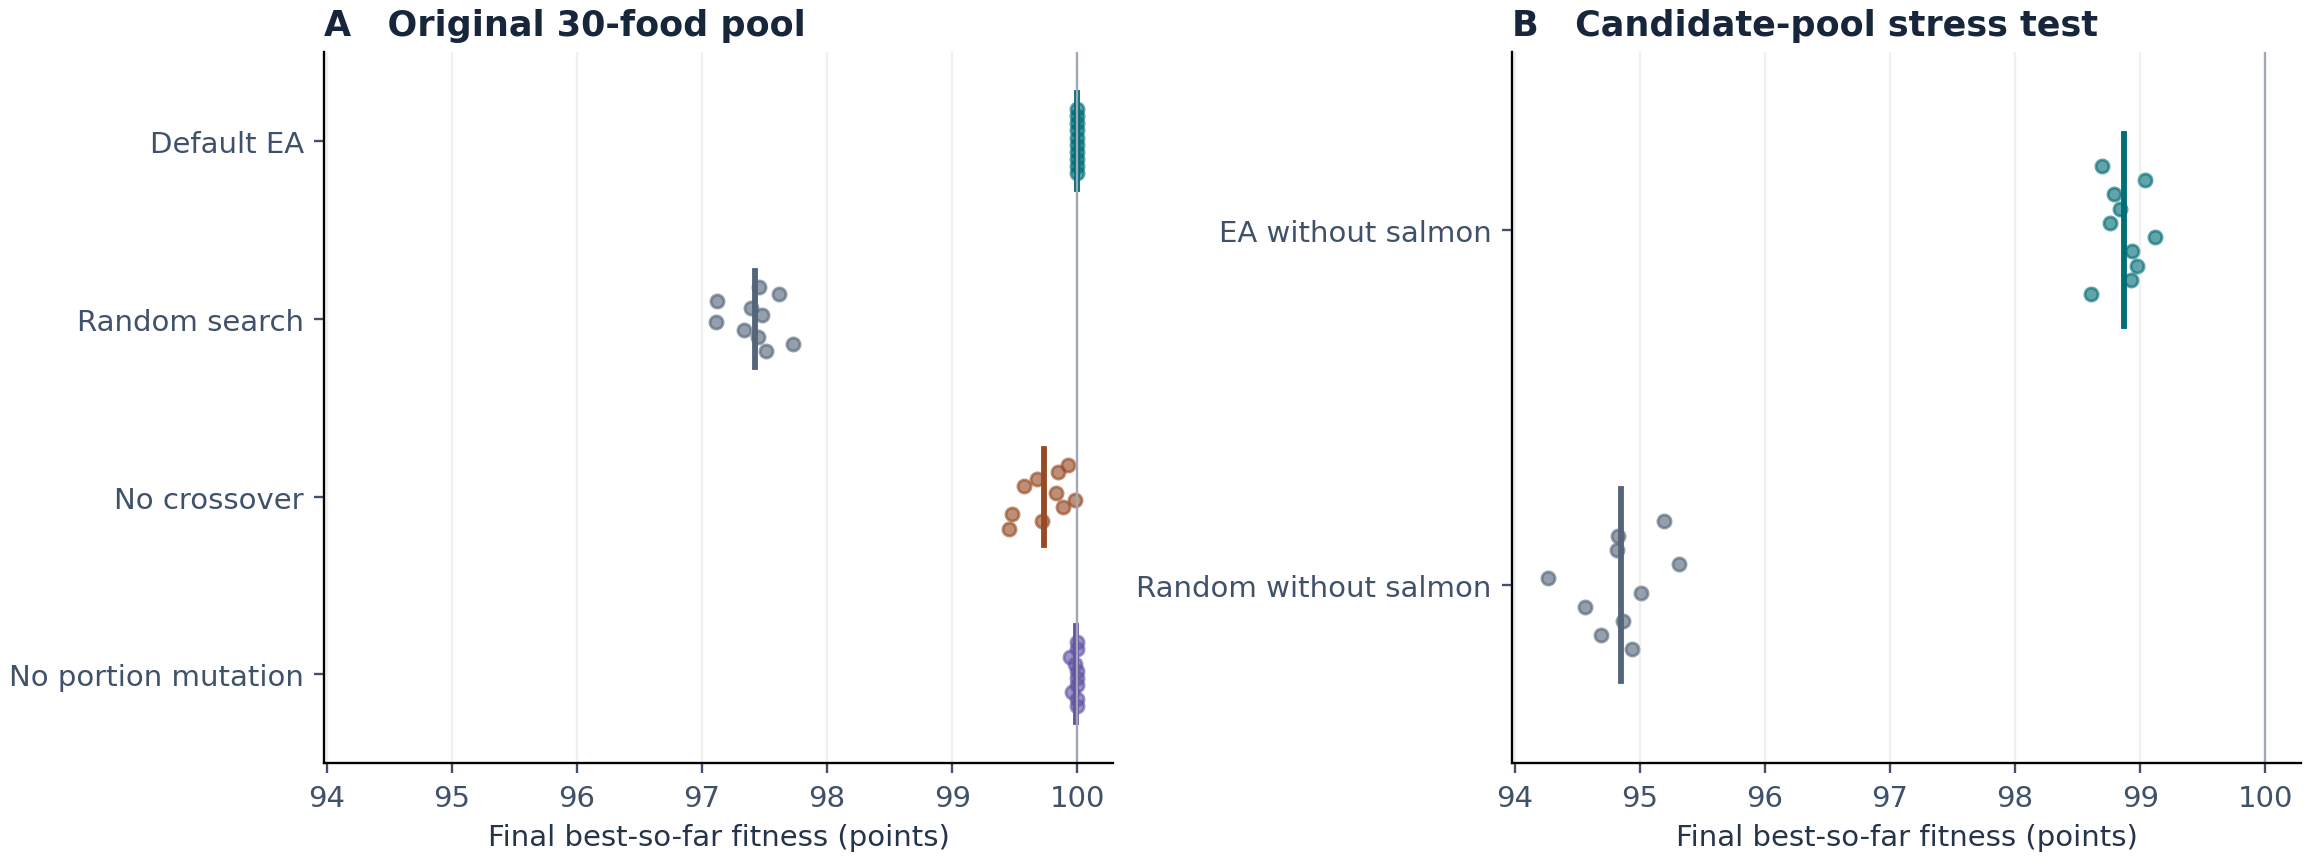 A Original 30-food pool
Default EA
Random search
No crossover
No portion mutation
94 95 96 97 98 99 100
Final best-so-far fitness (points)
B Candidate-pool stress test
EA without salmon
Random without salmon
94 95 96 97 98 99 100
Final best-so-far fitness (points)